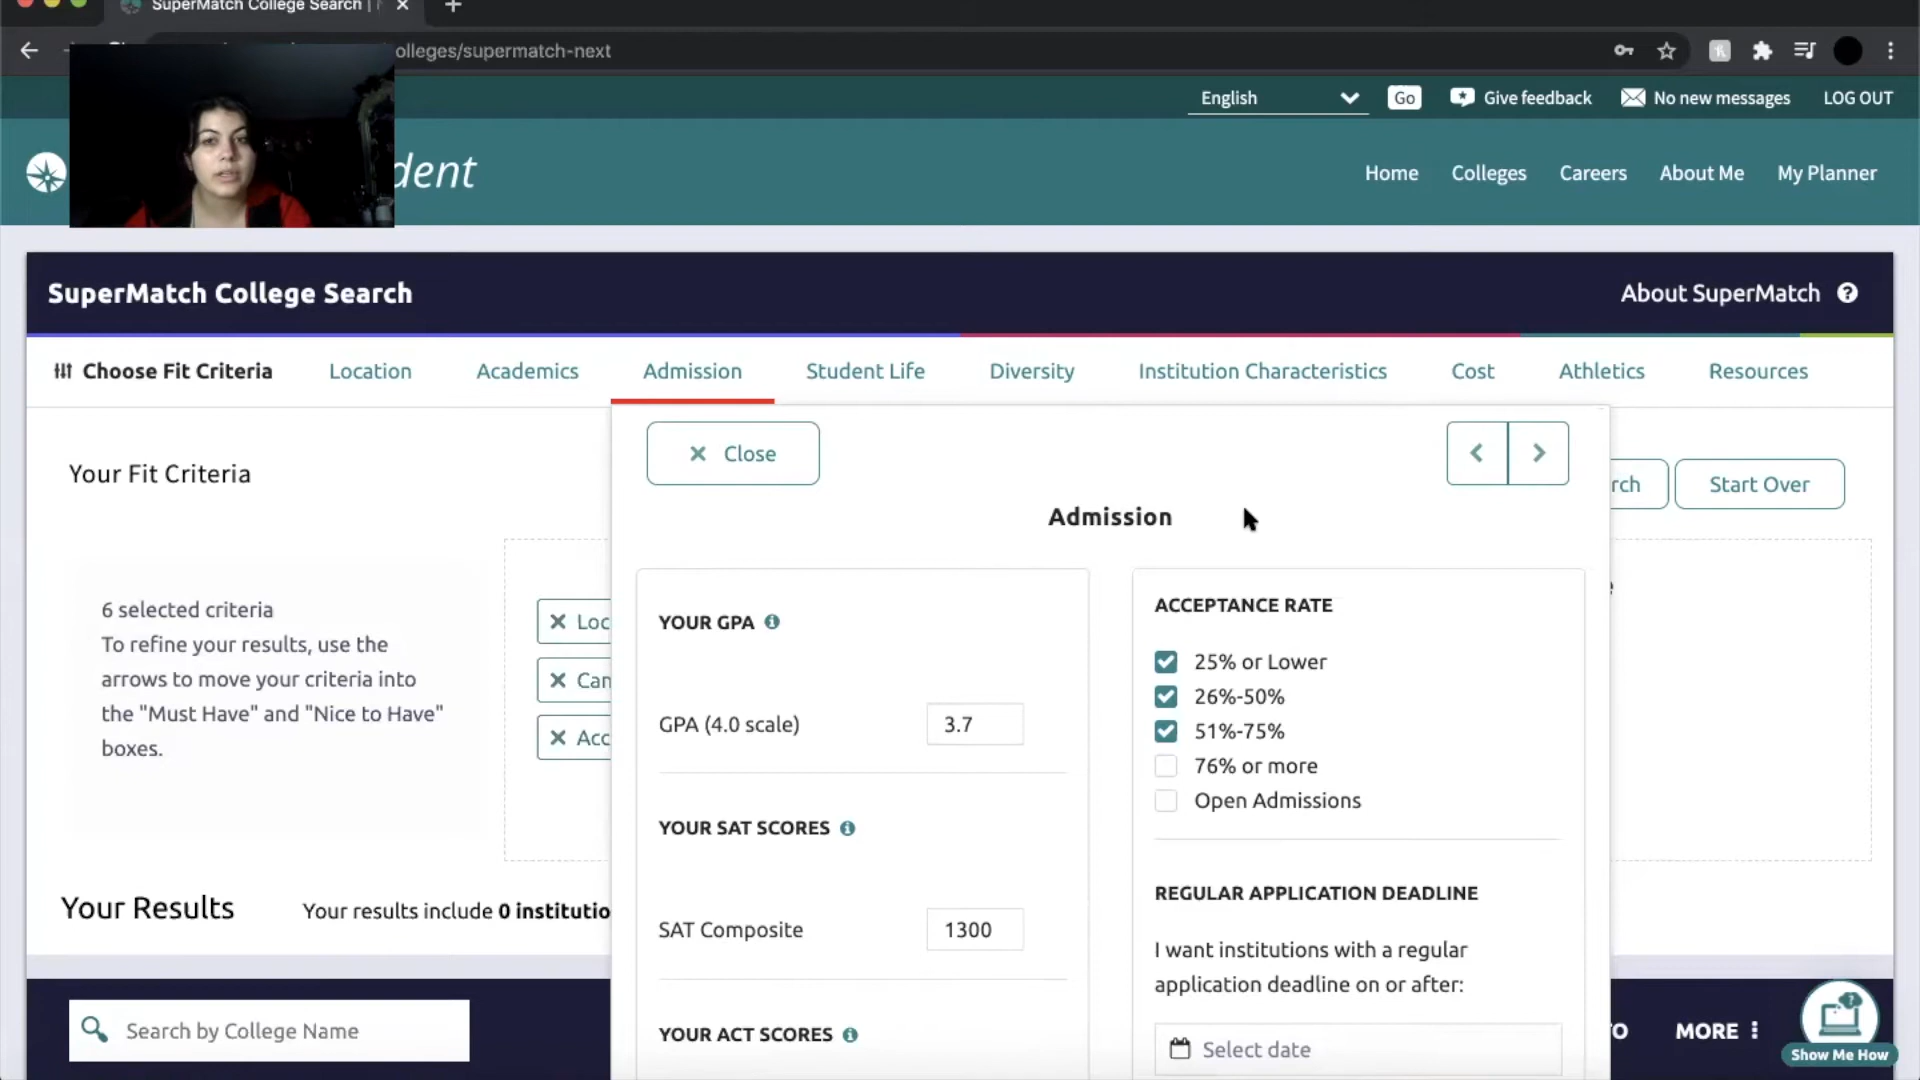 SuperMatch College Search |
olleges/supermatch-next
English
Go
Give feedback
No new messages
LOG OUT
dent
Home
Colleges
Careers
About Me
My Planner
SuperMatch College Search
About SuperMatch
Choose Fit Criteria
Location
Academics
Admission
Student Life
Diversity
Institution Characteristics
Cost
Athletics
Resources
Close
Your Fit Criteria
rch
Start Over
Admission
6 selected criteria
To refine your results, use the
arrows to move your criteria into
the "Must Have" and "Nice to Have"
boxes.
Loc
Can
Acc
YOUR GPA
GPA (4.0 scale)
3.7
YOUR SAT SCORES
SAT Composite
1300
YOUR ACT SCORES
ACCEPTANCE RATE
25% or Lower
26%-50%
51%-75%
76% or more
Open Admissions
REGULAR APPLICATION DEADLINE
I want institutions with a regular
application deadline on or after:
Select date
Your Results
Your results include 0 institutio
Search by College Name
TO
MORE
Show Me How